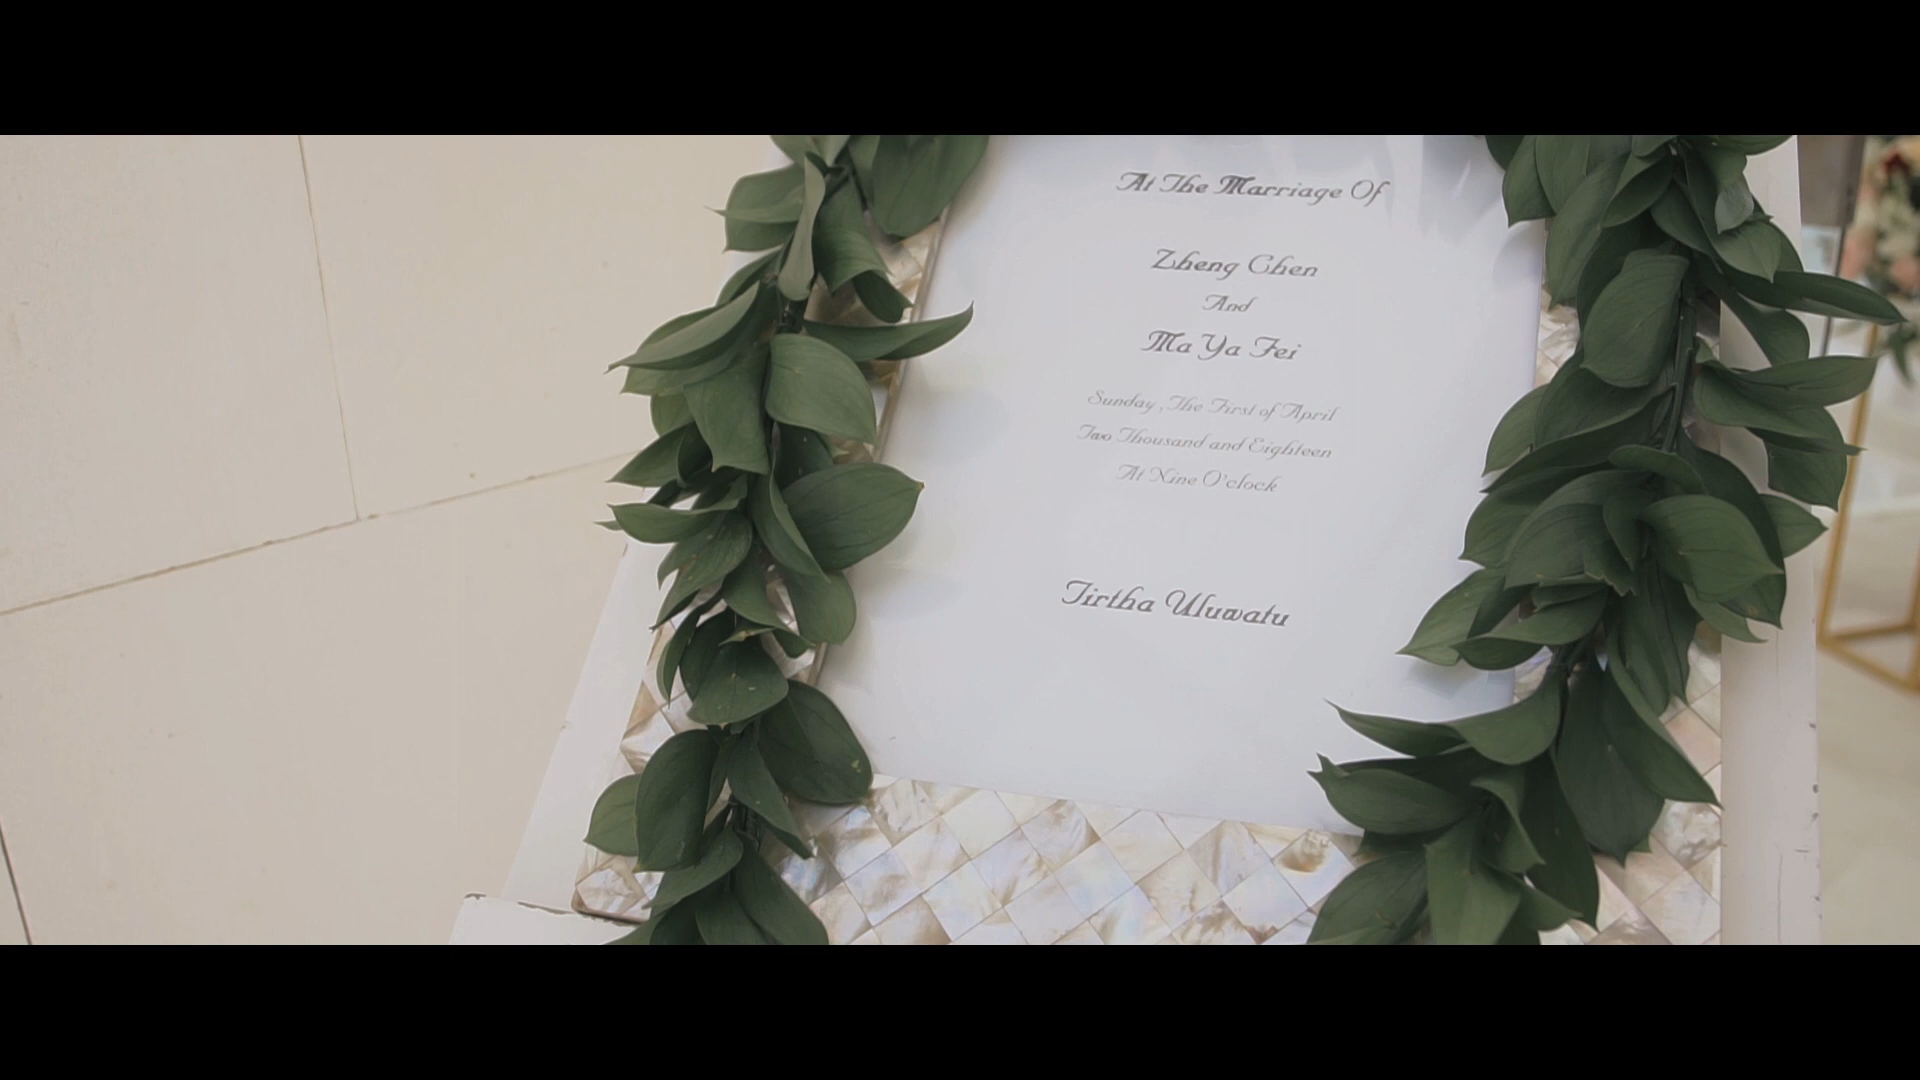 At The Marriage Of
Zheng Chen
And
Ma Ya Fei
Sunday ,The First of April
Two Thousand and Eighteen
At Nine O'clock
Tirtha Uluwatu